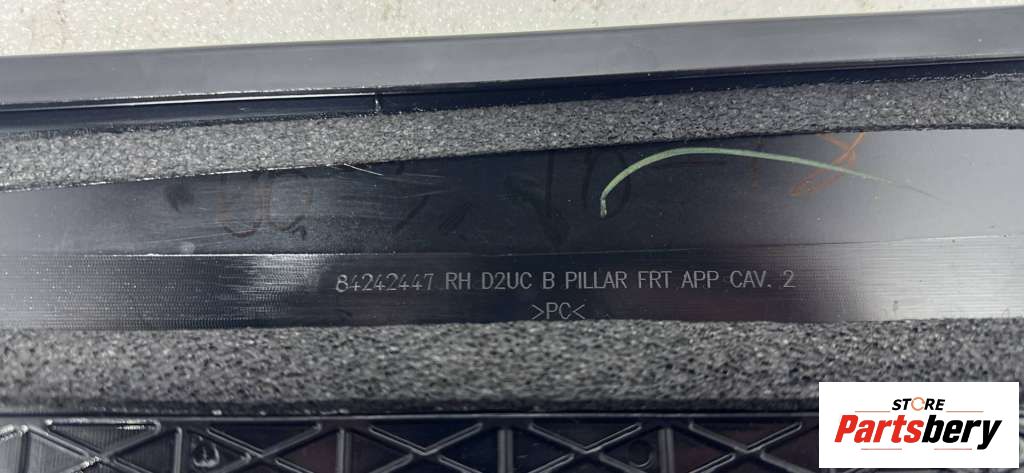 84242447 RH D2UC B PILLAR FRT APP CAV. 2
>PC<
STORE
Partsbery